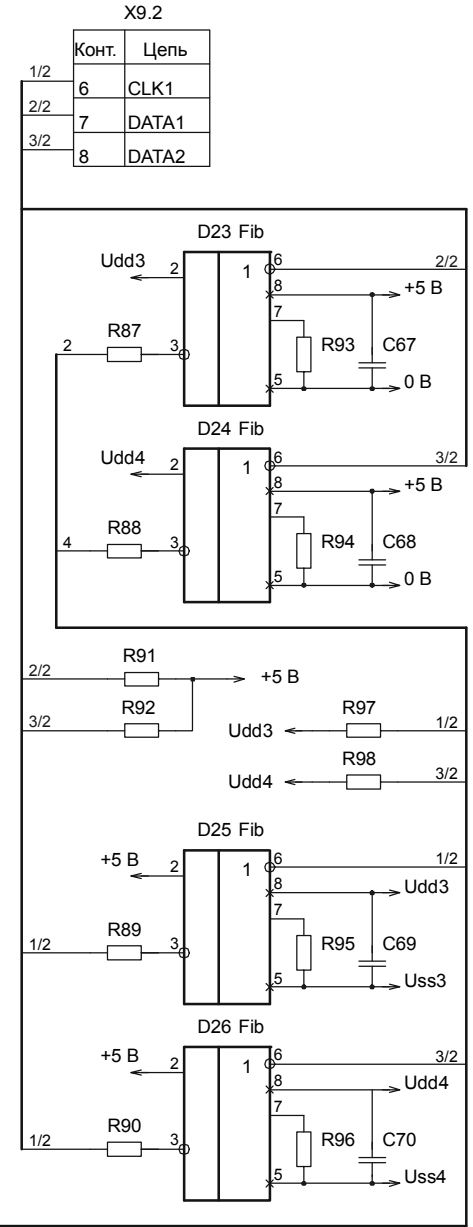 X9.2
Конт. Цепь
1/2 6 CLK1
2/2 7 DATA1
3/2 8 DATA2
D23 Fib
Udd3 2 1 6 2/2
8 +5 В
7
2 R87 3 R93 C67
5 0 В
D24 Fib
Udd4 2 1 6 3/2
8 +5 В
7
4 R88 3 R94 C68
5 0 В
R91
2/2 +5 В
R92 R97
3/2 Udd3 1/2
R98
Udd4 3/2
D25 Fib
+5 В 2 1 6 1/2
8 Udd3
7
1/2 R89 3 R95 C69
5 Uss3
D26 Fib
+5 В 2 1 6 3/2
8 Udd4
7
1/2 R90 3 R96 C70
5 Uss4